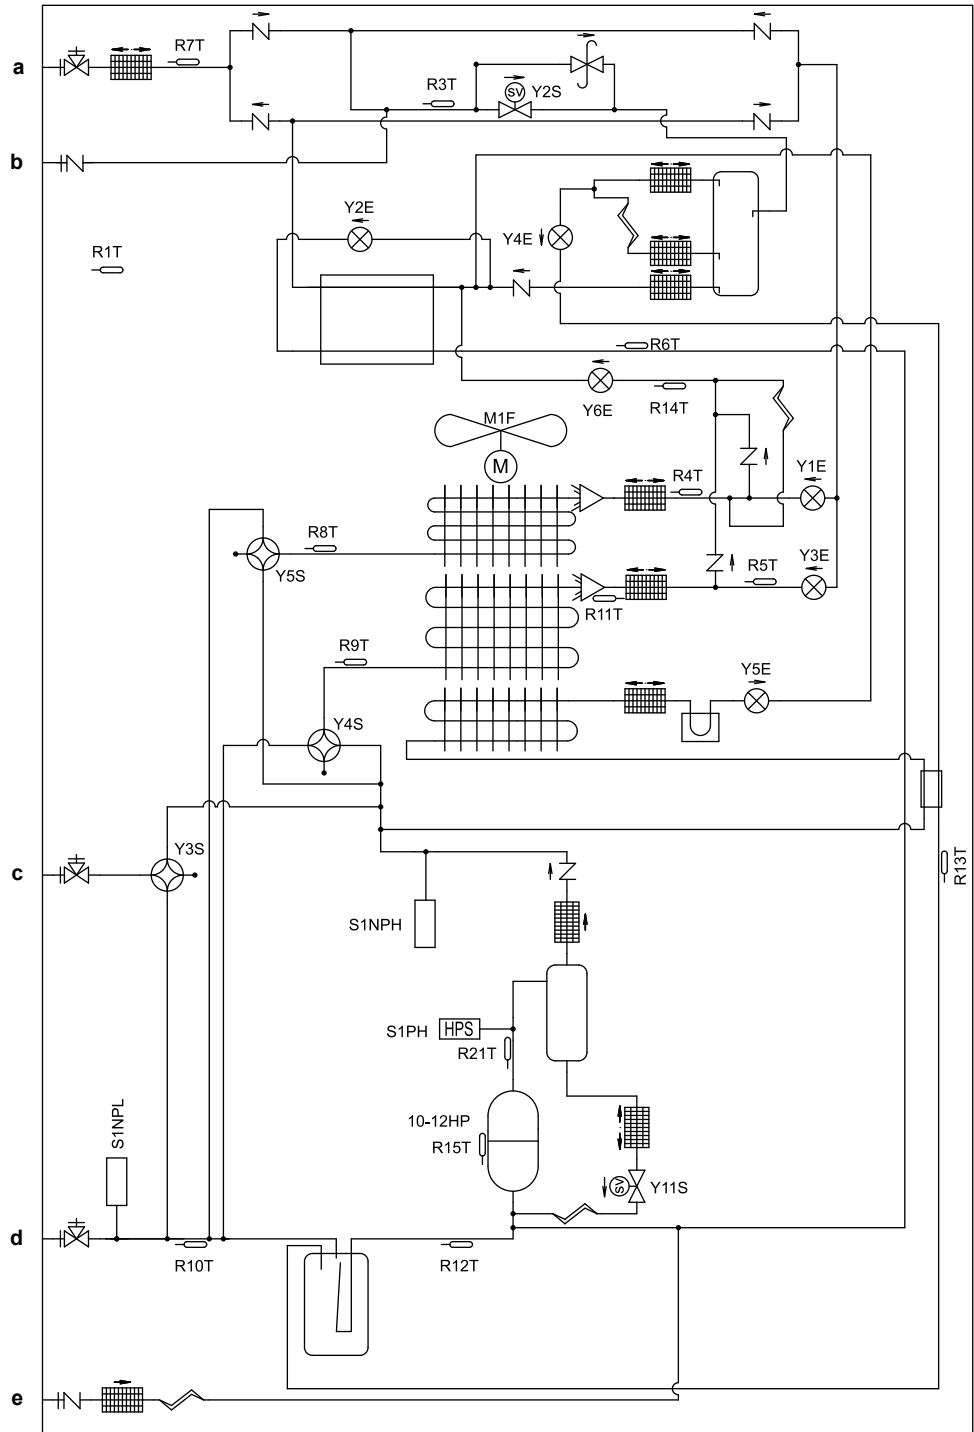 a
R7T
R3T
SV
Y2S
b
Y2E
Y4E
R1T
R6T
Y6E
R14T
M1F
M
R4T
Y1E
R8T
Y5S
R5T
Y3E
R11T
R9T
Y5E
Y4S
Y3S
c
R13T
S1NPH
S1PH
HPS
R21T
10-12HP
R15T
S1NPL
SV
Y11S
d
R10T
R12T
e